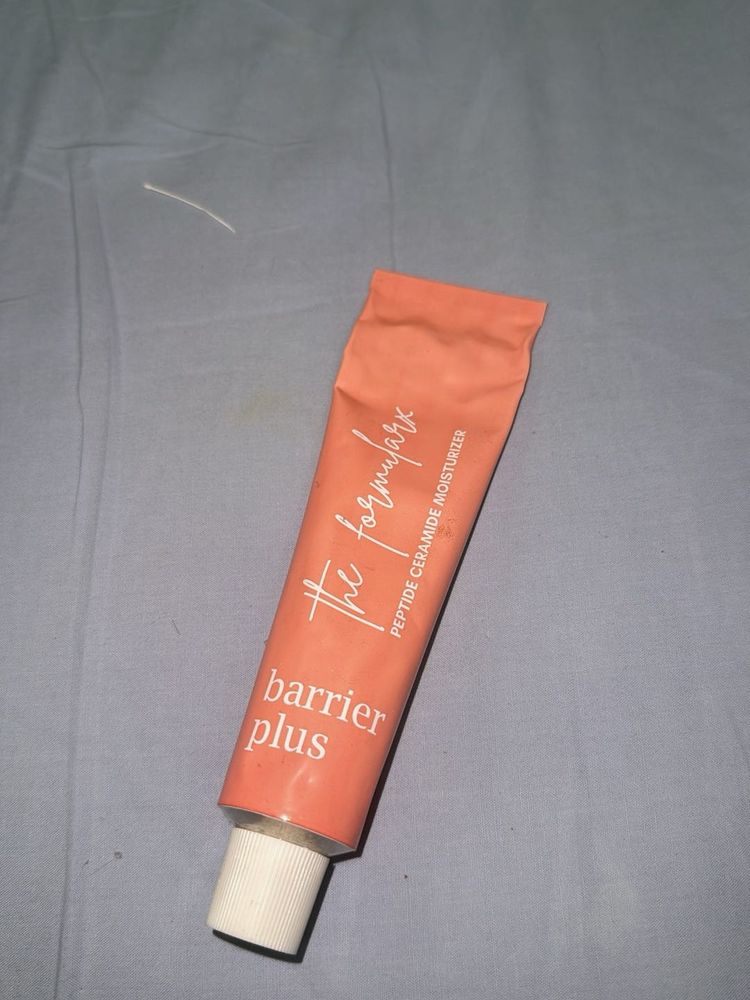 the formularx
PEPTIDE CERAMIDE MOISTURIZER
barrier
plus